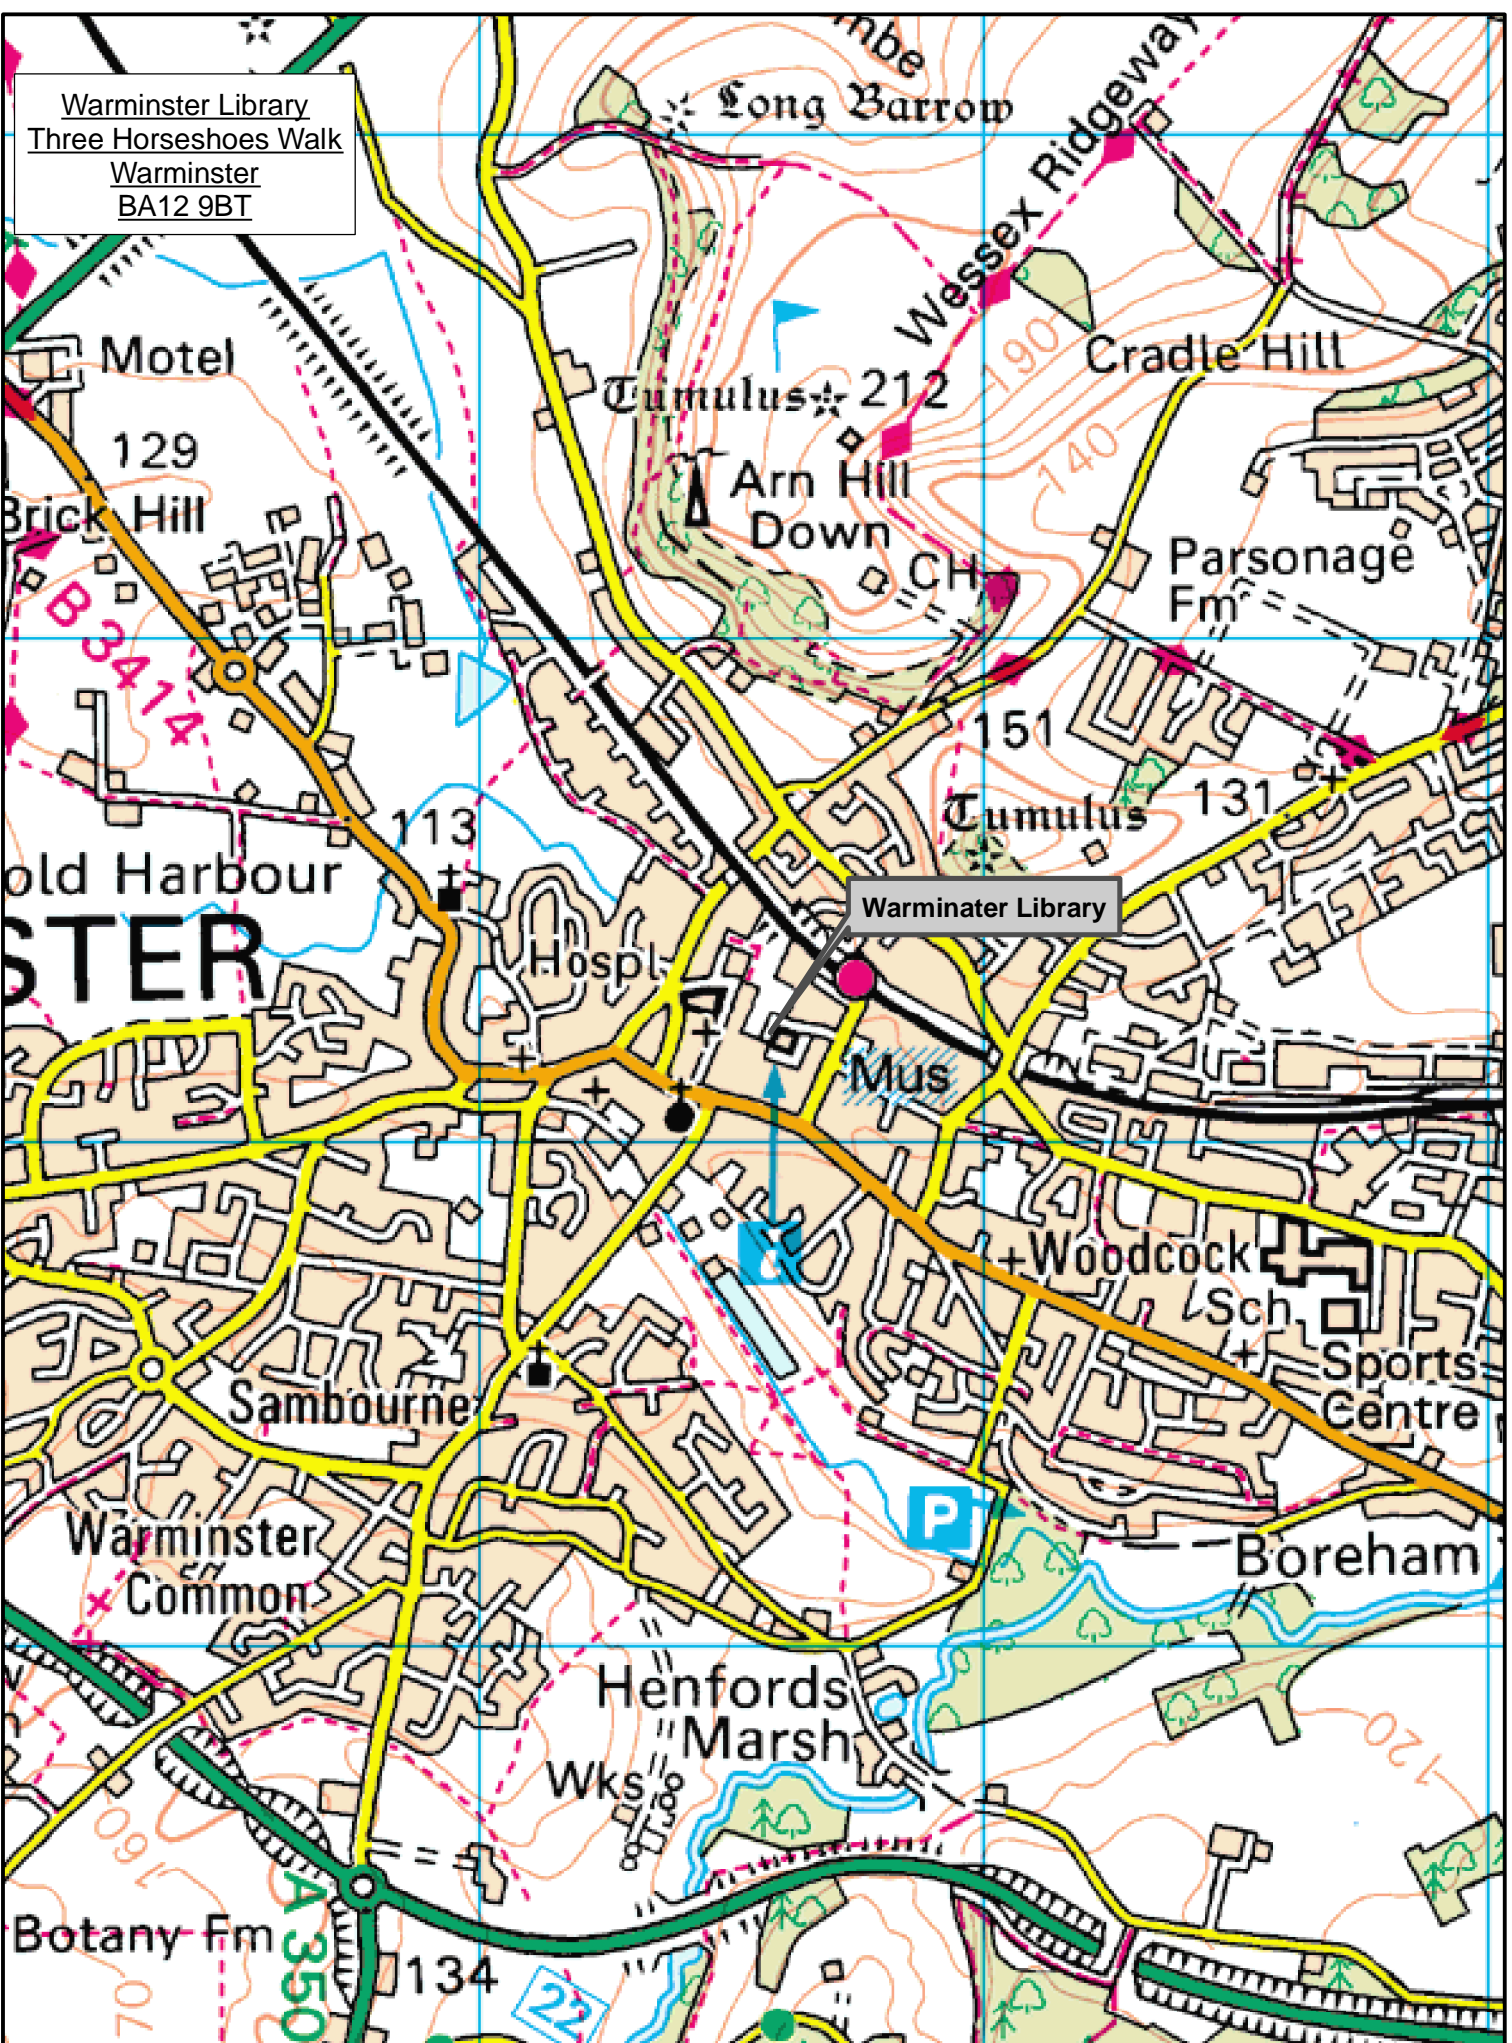 Warminster Library
Three Horseshoes Walk
Warminster
BA12 9BT
mbe
Long Barrow
Wessex Ridgeway
Motel
Tumulus 212
190
Cradle Hill
129
Arn Hill
Down
140
Brick Hill
CH
Parsonage
Fm
B 3414
151
113
Tumulus
131
old Harbour
STER
Warminater Library
Hospl
Mus
i
Woodcock
Sch
Sports
Centre
Sambourne
P
Warminster
Common
Boreham
Henfords
Marsh
Wks
120
160
A 350
Botany Fm
134
22